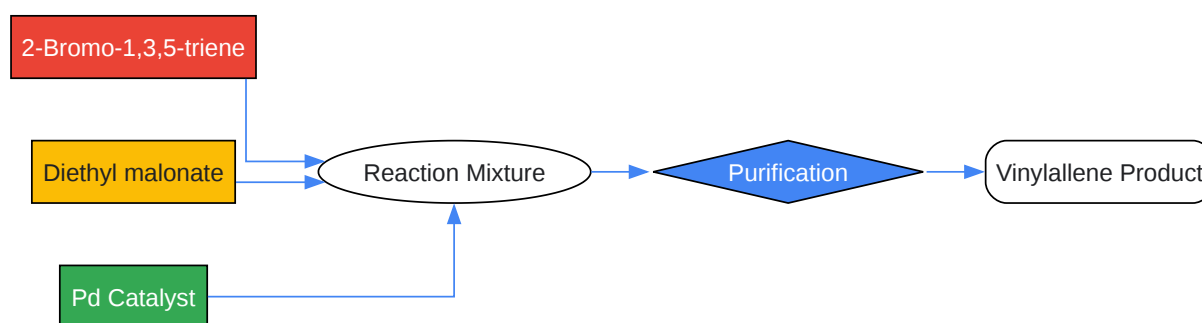 2-Bromo-1,3,5-triene
Diethyl malonate
Reaction Mixture
Purification
Vinylallene Product
Pd Catalyst